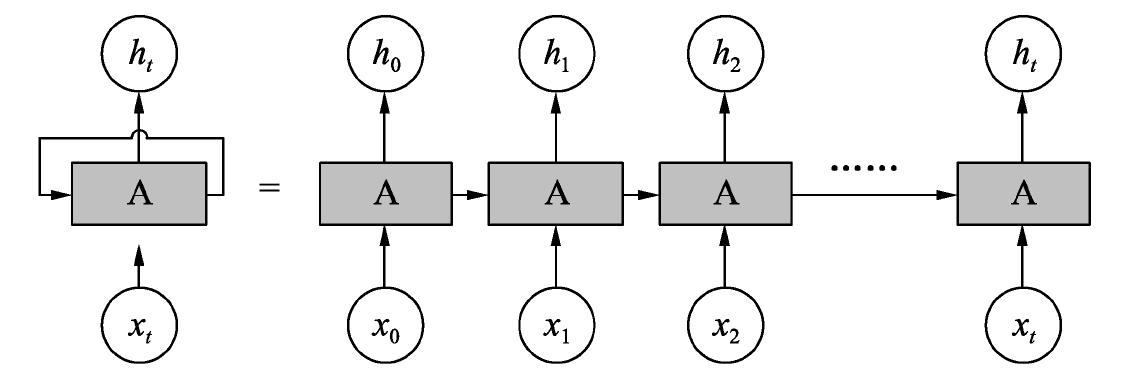 h_t h_0 h_1 h_2 h_t
A = A A A ...... A
x_t x_0 x_1 x_2 x_t